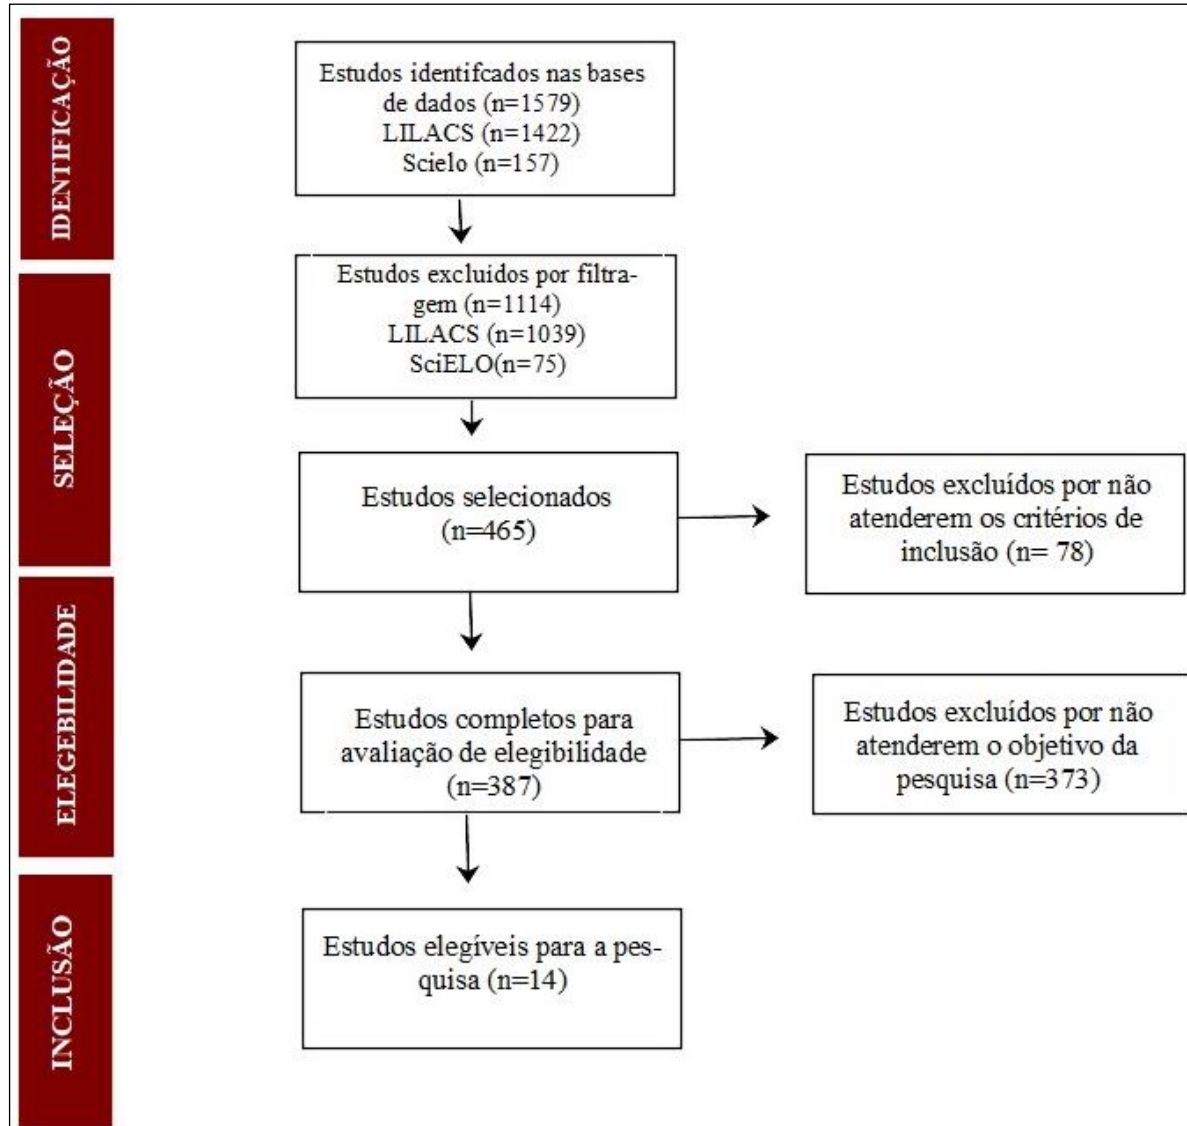 IDENTIFICAÇÃO
Estudos identifcados nas bases
de dados (n=1579)
LILACS (n=1422)
Scielo (n=157)
SELEÇÃO
Estudos excluidos por filtra-
gem (n=1114)
LILACS (n=1039)
SciELO(n=75)
Estudos selecionados
(n=465)
Estudos excluídos por não
atenderem os critérios de
inclusão (n= 78)
ELEGEBILIDADE
Estudos completos para
avaliação de elegibilidade
(n=387)
Estudos excluídos por não
atenderem o objetivo da
pesquisa (n=373)
INCLUSÃO
Estudos elegíveis para a pes-
quisa (n=14)